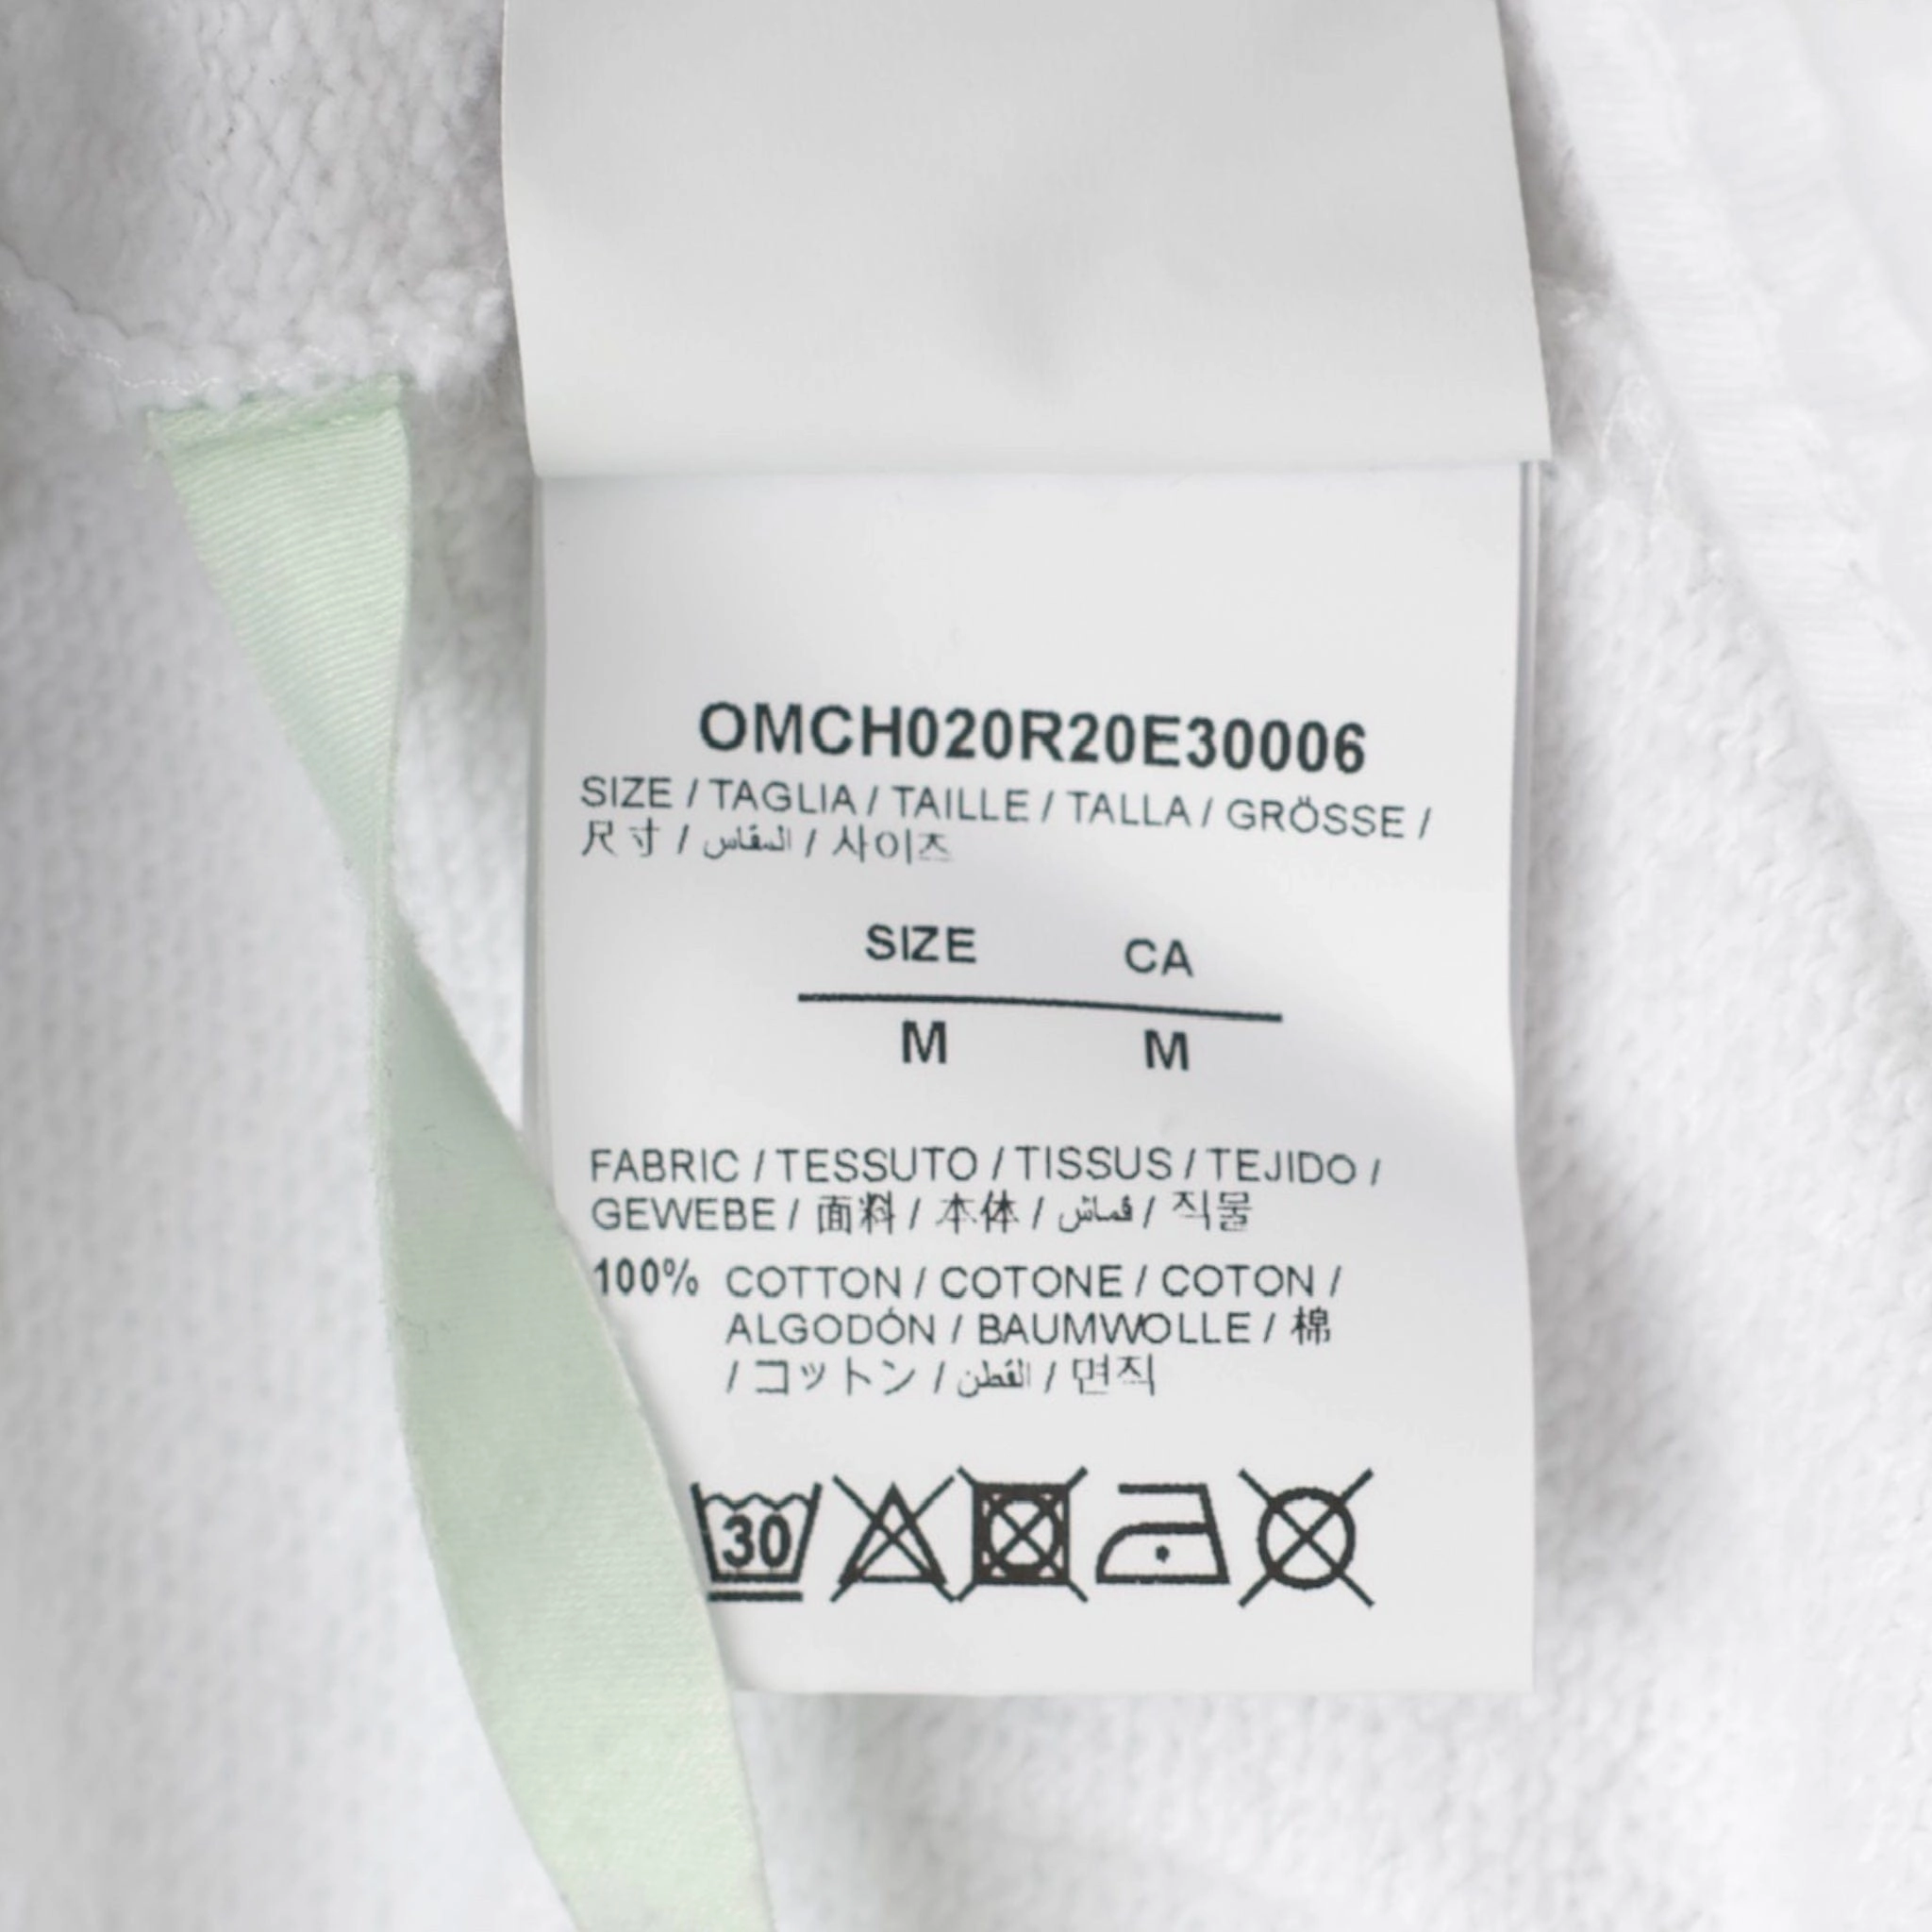 OMCH020R20E30006
SIZE / TAGLIA / TAILLE / TALLA / GRÖSSE /
尺寸 / المقاس / 사이즈
SIZE CA
M M
FABRIC / TESSUTO / TISSUS / TEJIDO /
GEWEBE / 面料 / 本体 / قماش / 직물
100% COTTON / COTONE / COTON /
ALGODÓN / BAUMWOLLE / 棉
/ コットン / القطن / 면직
30